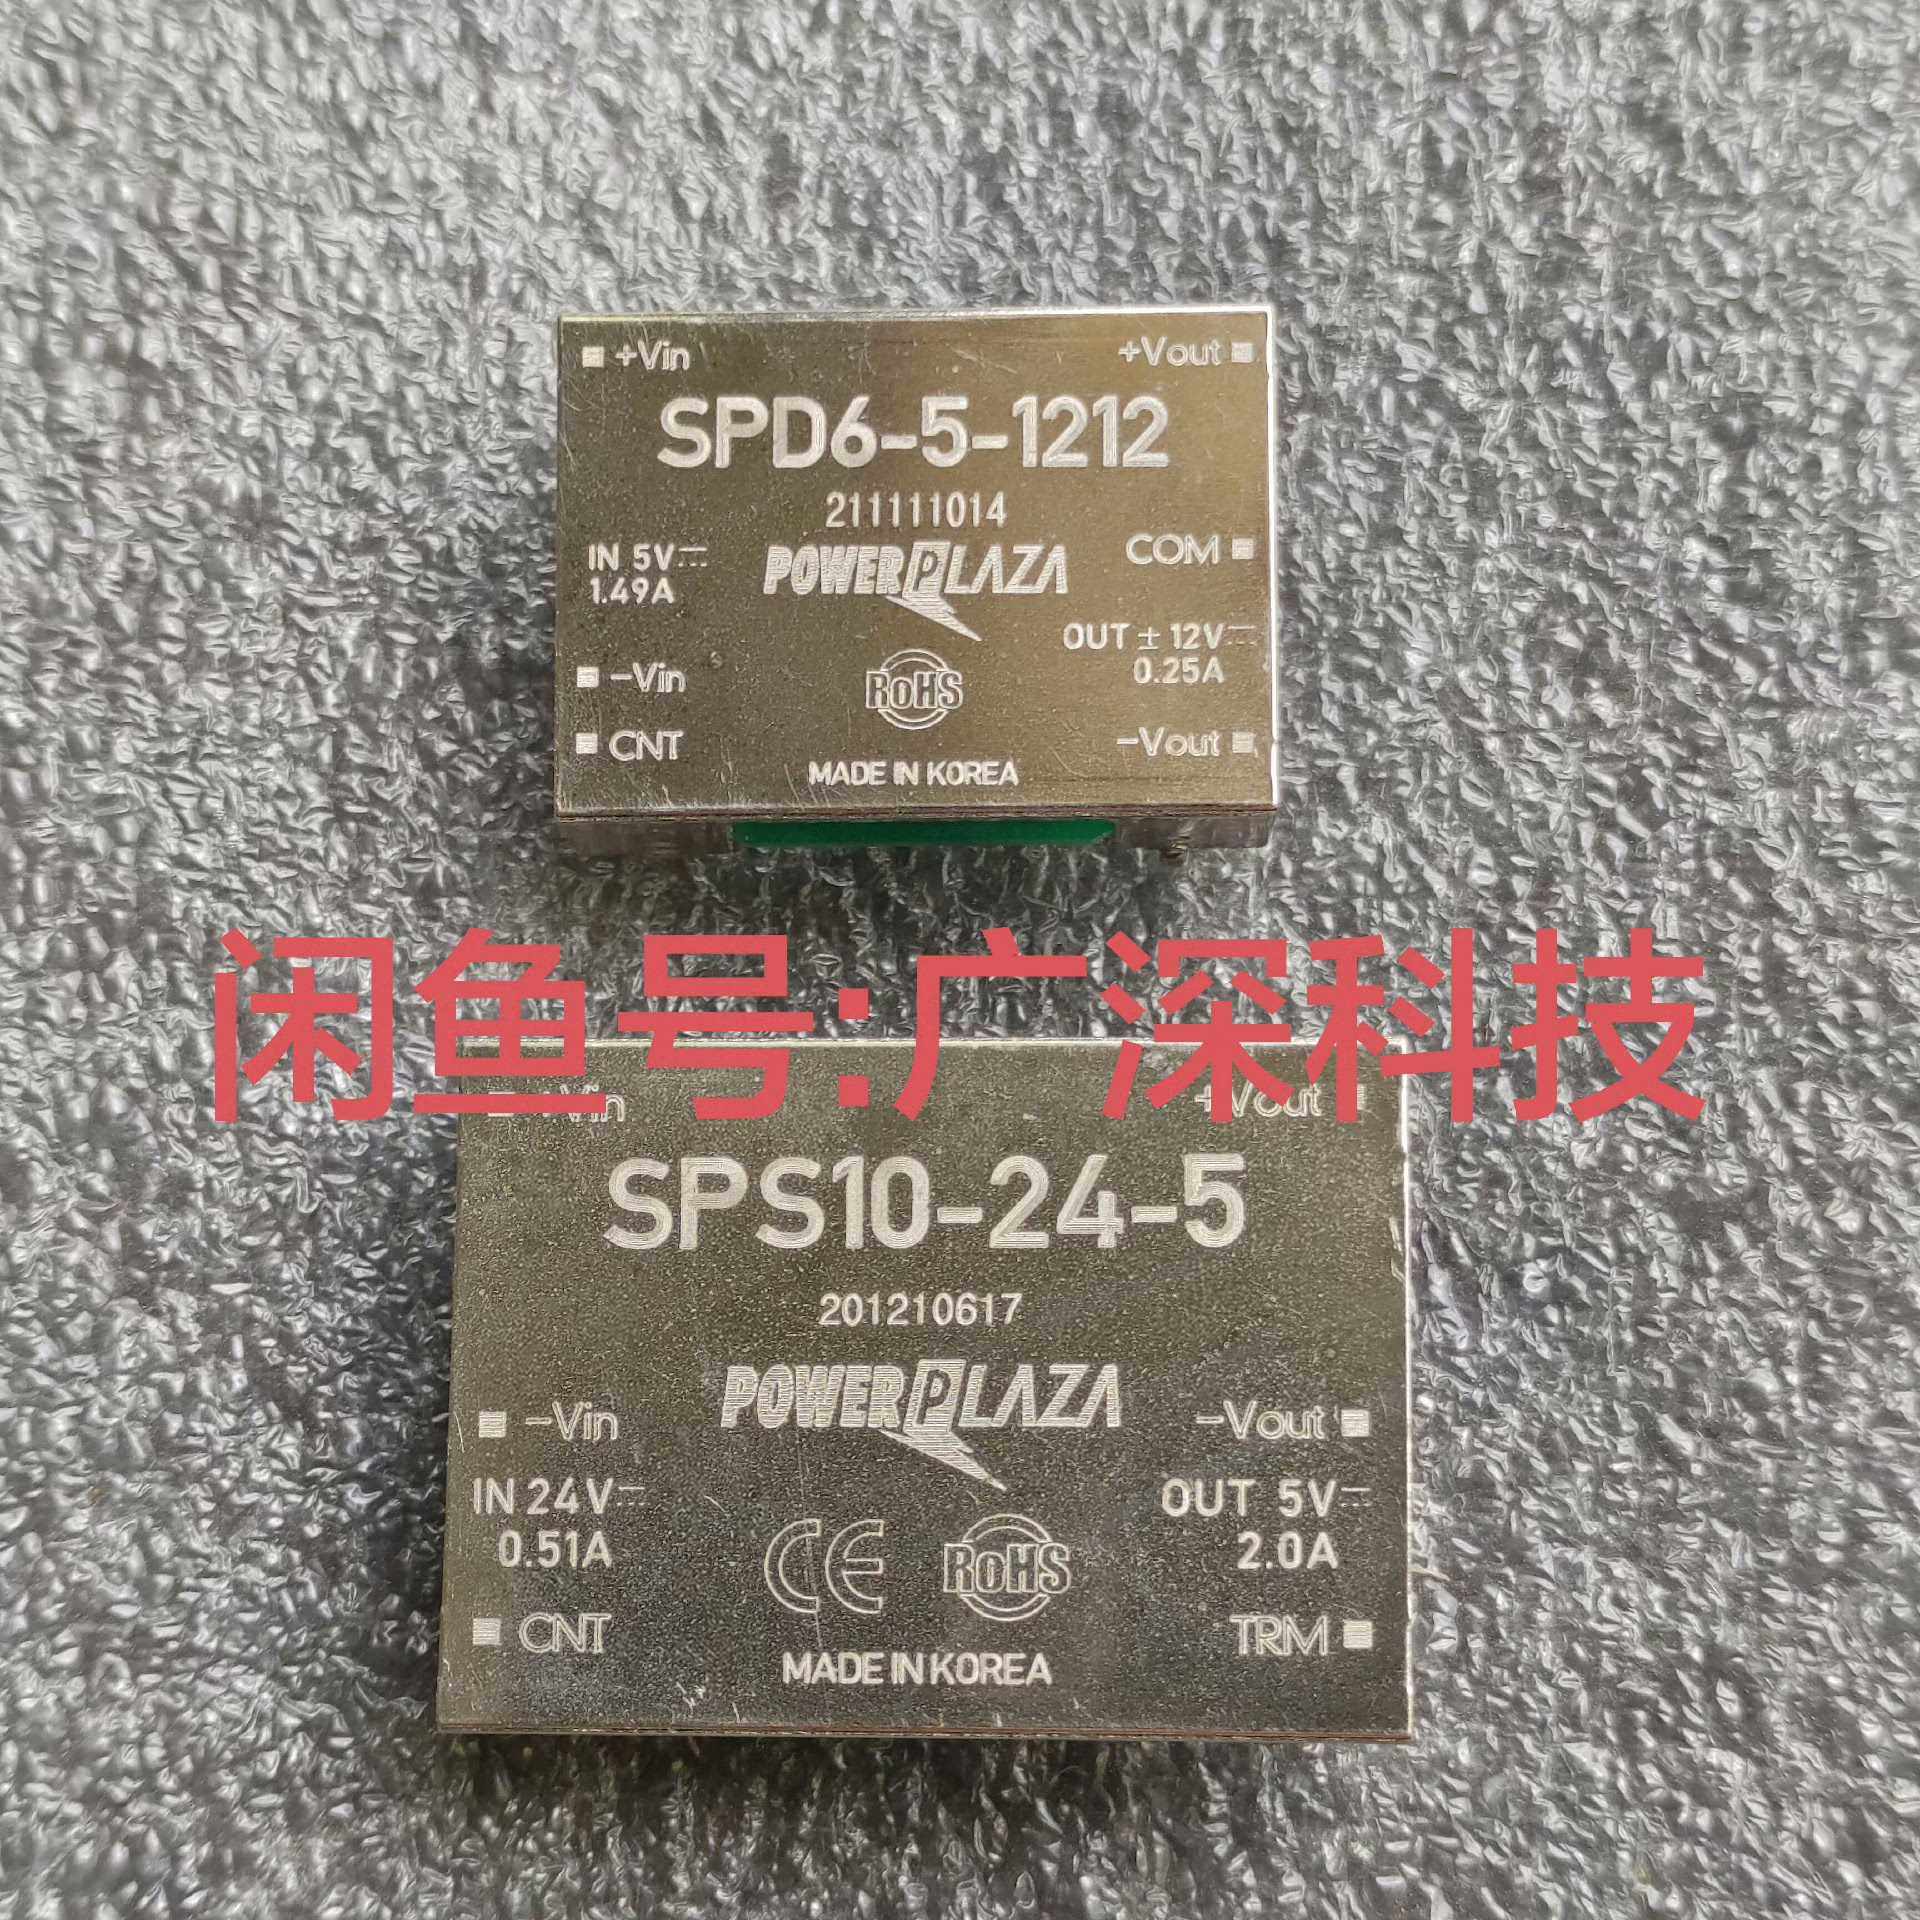 +Vin
+Vout
SPD6-5-1212
211111014
IN 5V
1.49A
POWERPLAZA
COM
OUT ± 12V
0.25A
-Vin
RoHS
CNT
-Vout
MADE IN KOREA
闲鱼号:广深科技
+Vin
+Vout
SPS10-24-5
201210617
POWERPLAZA
-Vin
-Vout
IN 24V
0.51A
OUT 5V
2.0A
CE
RoHS
CNT
TRM
MADE IN KOREA